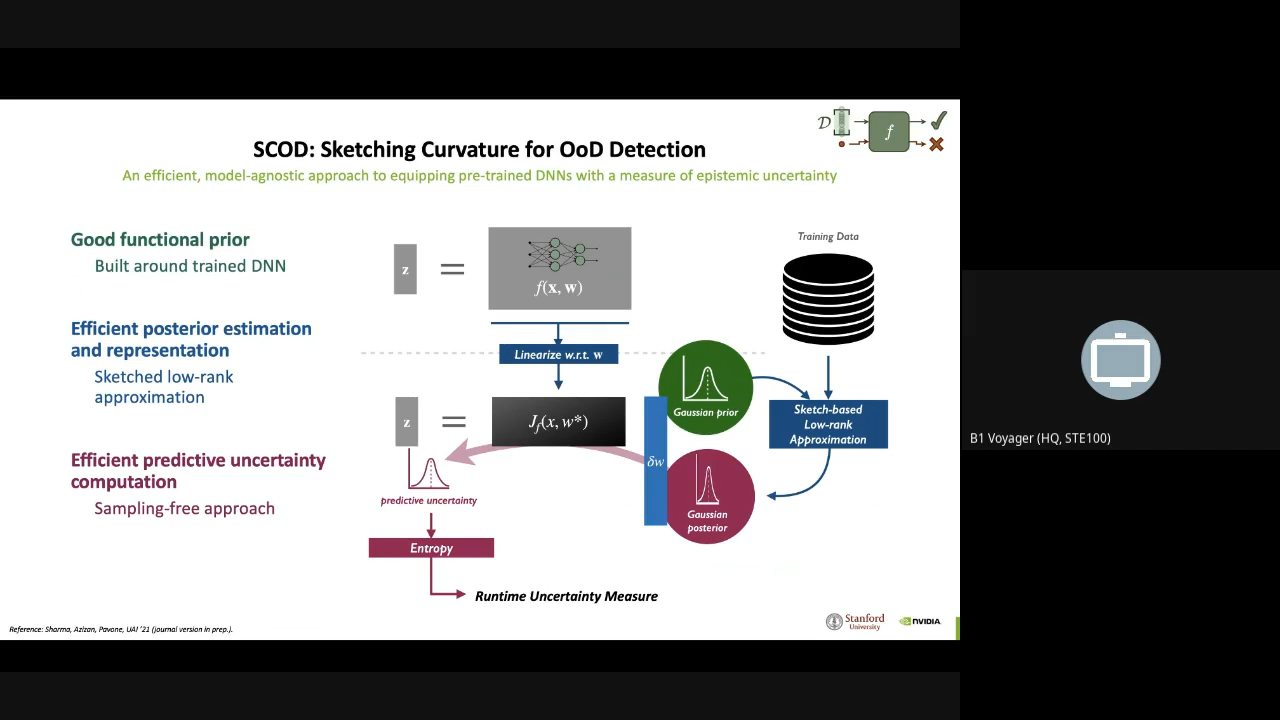 SCOD: Sketching Curvature for OoD Detection
An efficient, model-agnostic approach to equipping pre-trained DNNs with a measure of epistemic uncertainty
𝒟
f
Good functional prior
Built around trained DNN
Efficient posterior estimation
and representation
Sketched low-rank
approximation
Efficient predictive uncertainty
computation
Sampling-free approach
z
=
f(x, w)
Linearize w.r.t. w
z
=
J_f(x, w*)
δw
predictive uncertainty
Entropy
Runtime Uncertainty Measure
Gaussian prior
Gaussian
posterior
Training Data
Sketch-based
Low-rank
Approximation
Reference: Sharma, Azizan, Pavone, UAI '21 (journal version in prep.).
Stanford
University
NVIDIA
B1 Voyager (HQ, STE100)